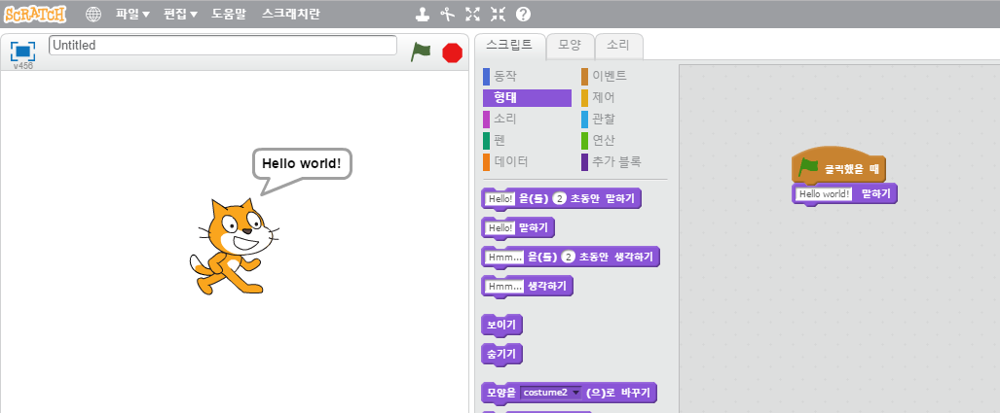 SCRATCH 파일 편집 도움말 스크래치란 ?
v456
Untitled
Hello world!
스크립트 모양 소리
동작 이벤트
형태 제어
소리 관찰
펜 연산
데이터 추가 블록
Hello! 을(를) 2 초동안 말하기
Hello! 말하기
Hmm... 을(를) 2 초동안 생각하기
Hmm... 생각하기
보이기
숨기기
모양을 costume2 (으)로 바꾸기
클릭했을 때
Hello world! 말하기